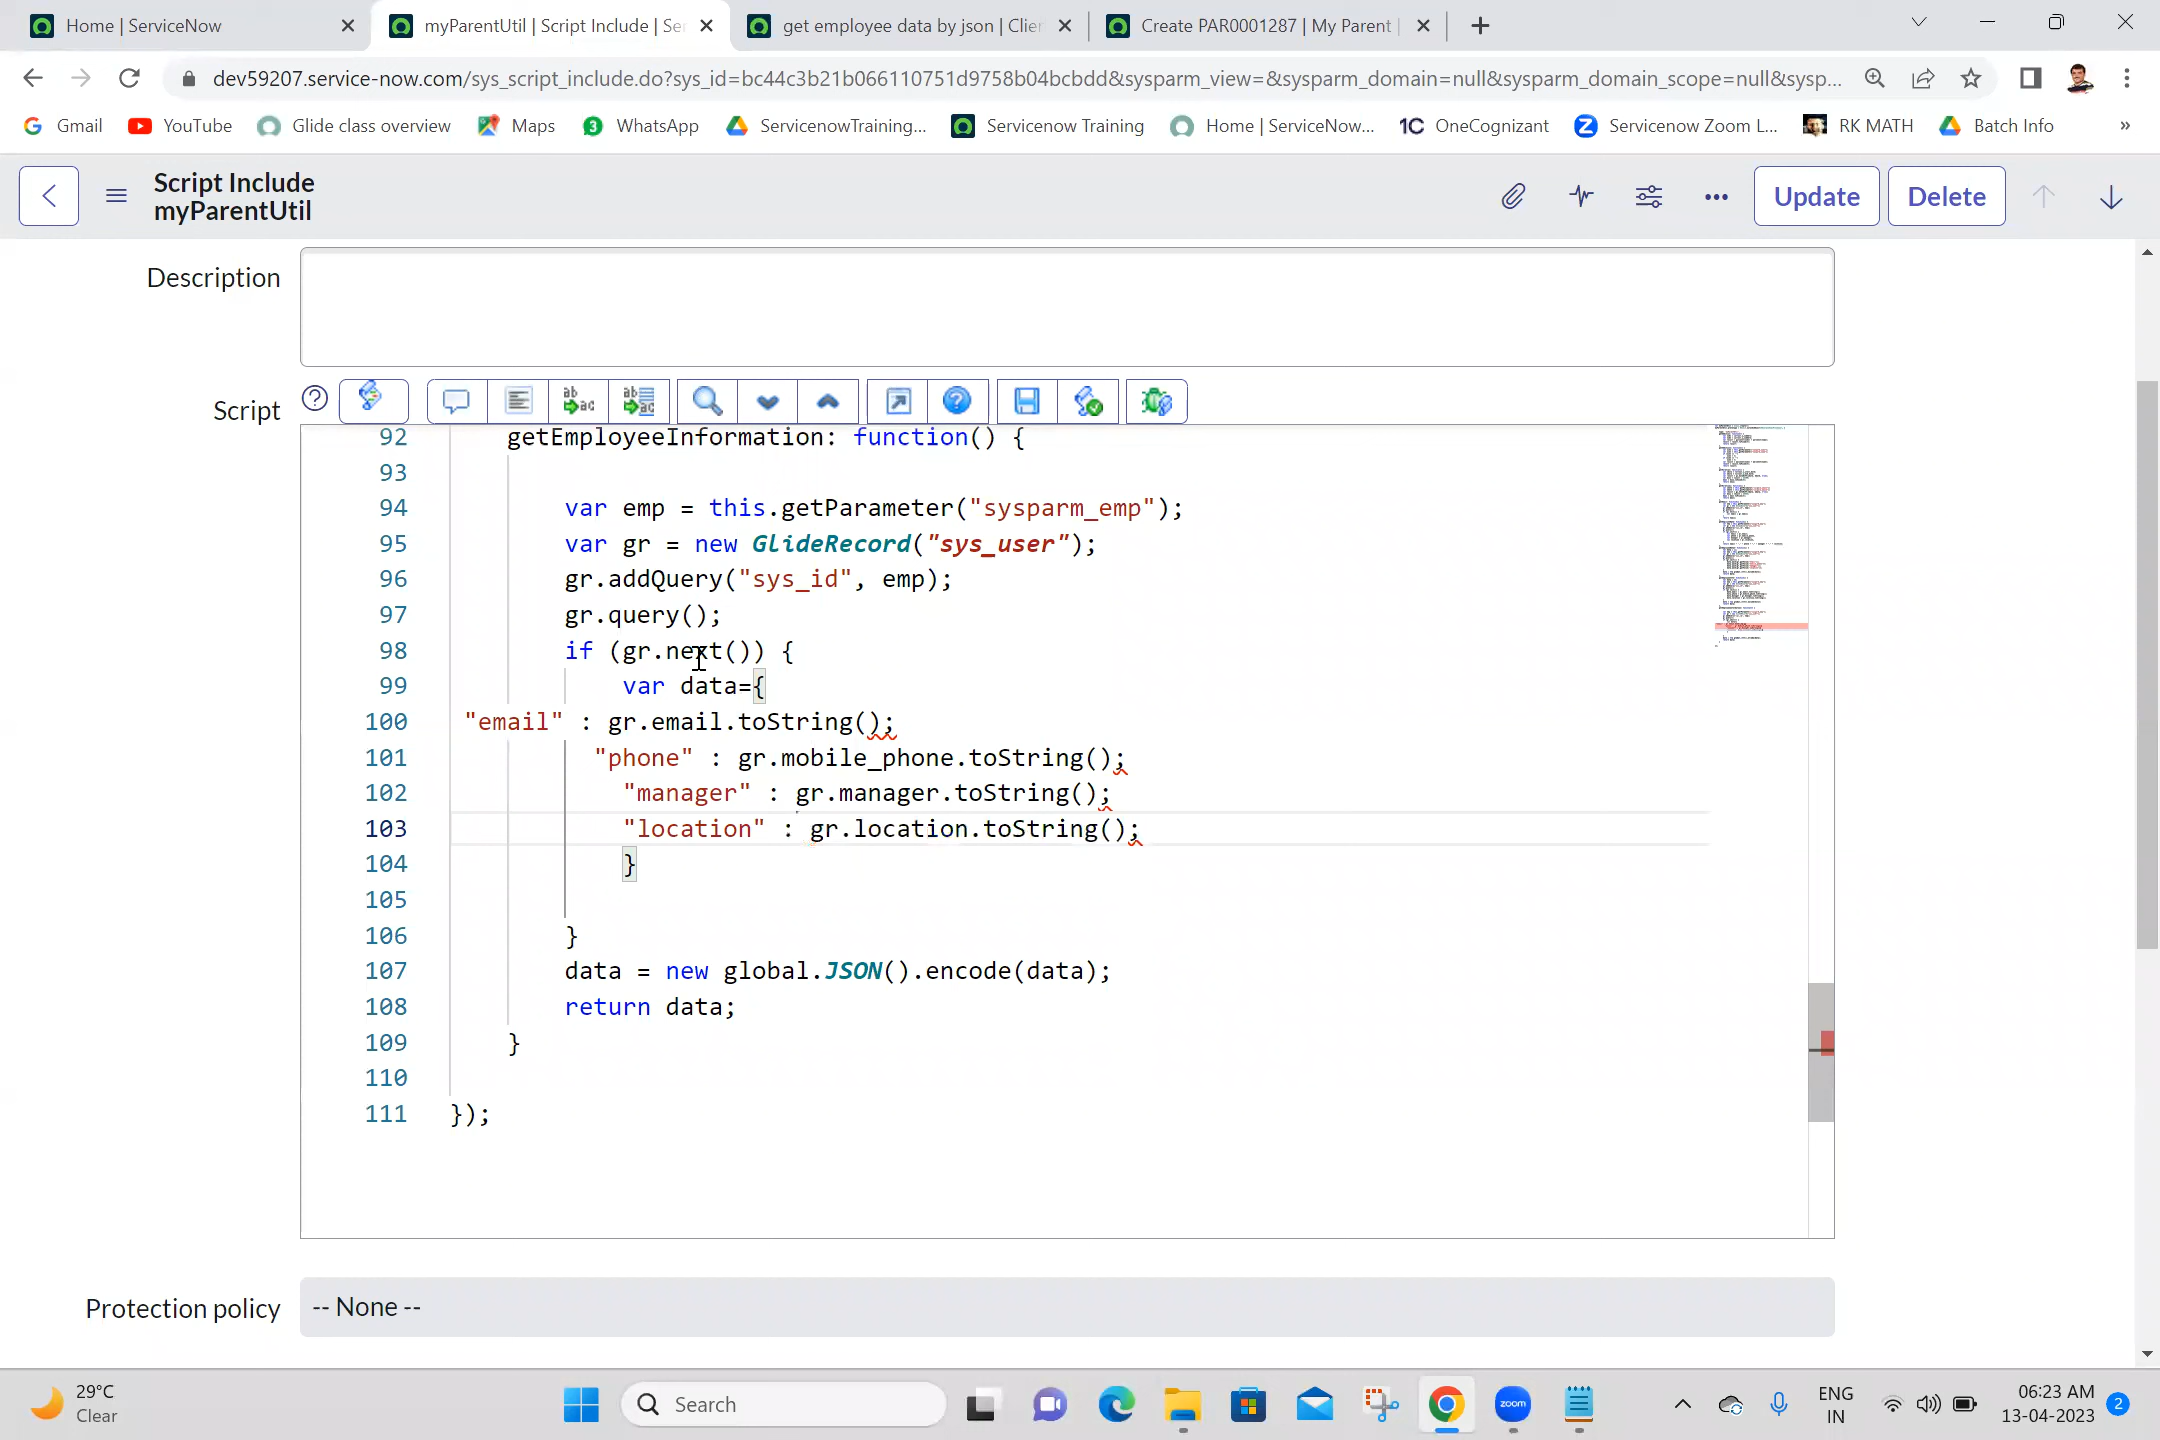 Home | ServiceNow
myParentUtil | Script Include | Ser
get employee data by json | Clie
Create PAR0001287 | My Parent |
dev59207.service-now.com/sys_script_include.do?sys_id=bc44c3b21b066110751d9758b04bcbdd&sysparm_view=&sysparm_domain=null&sysparm_domain_scope=null&sysp...
Gmail
YouTube
Glide class overview
Maps
3
WhatsApp
ServicenowTraining...
Servicenow Training
Home | ServiceNow...
1C OneCognizant
Z Servicenow Zoom L...
RK MATH
Batch Info
»
Script Include
myParentUtil
Update
Delete
Description
Script
92 getEmployeeInformation: function() {
93
94 var emp = this.getParameter("sysparm_emp");
95 var gr = new GlideRecord("sys_user");
96 gr.addQuery("sys_id", emp);
97 gr.query();
98 if (gr.next()) {
99 var data={
100 "email" : gr.email.toString();
101 "phone" : gr.mobile_phone.toString();
102 "manager" : gr.manager.toString();
103 "location" : gr.location.toString();
104 }
105
106 }
107 data = new global.JSON().encode(data);
108 return data;
109 }
110
111 });
Protection policy
-- None --
29°C
Clear
Search
zoom
ENG
IN
06:23 AM
13-04-2023
2